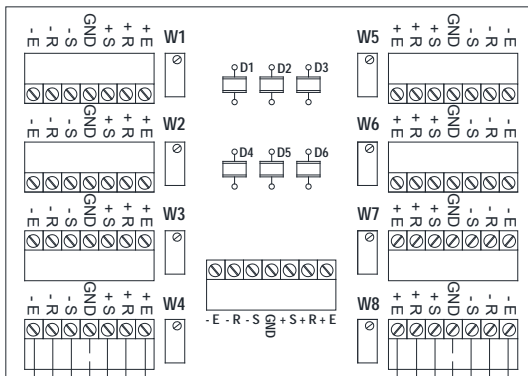 -E -R -S GND +S +R +E
W1
D1 D2 D3
W5
+E +R +S GND -S -R -E
W2
D4 D5 D6
W6
-E -R -S GND +S +R +E
+E +R +S GND -S -R -E
W3
W7
-E -R -S GND +S +R +E
+E +R +S GND -S -R -E
W4
-E -R -S GND +S +R +E
W8
-E -R -S GND +S +R +E
+E +R +S GND -S -R -E